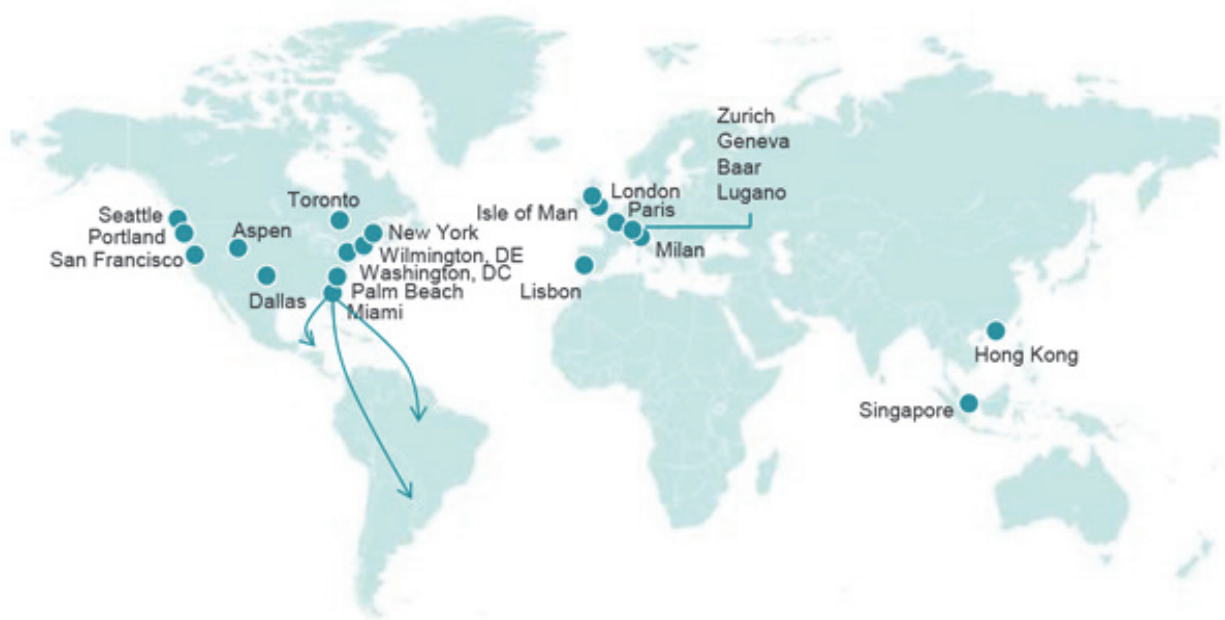 Zurich
Geneva
Baar
Lugano
London
Isle of Man
Paris
Milan
Lisbon
Toronto
Seattle
Portland
San Francisco
Aspen
Dallas
New York
Wilmington, DE
Washington, DC
Palm Beach
Miami
Hong Kong
Singapore